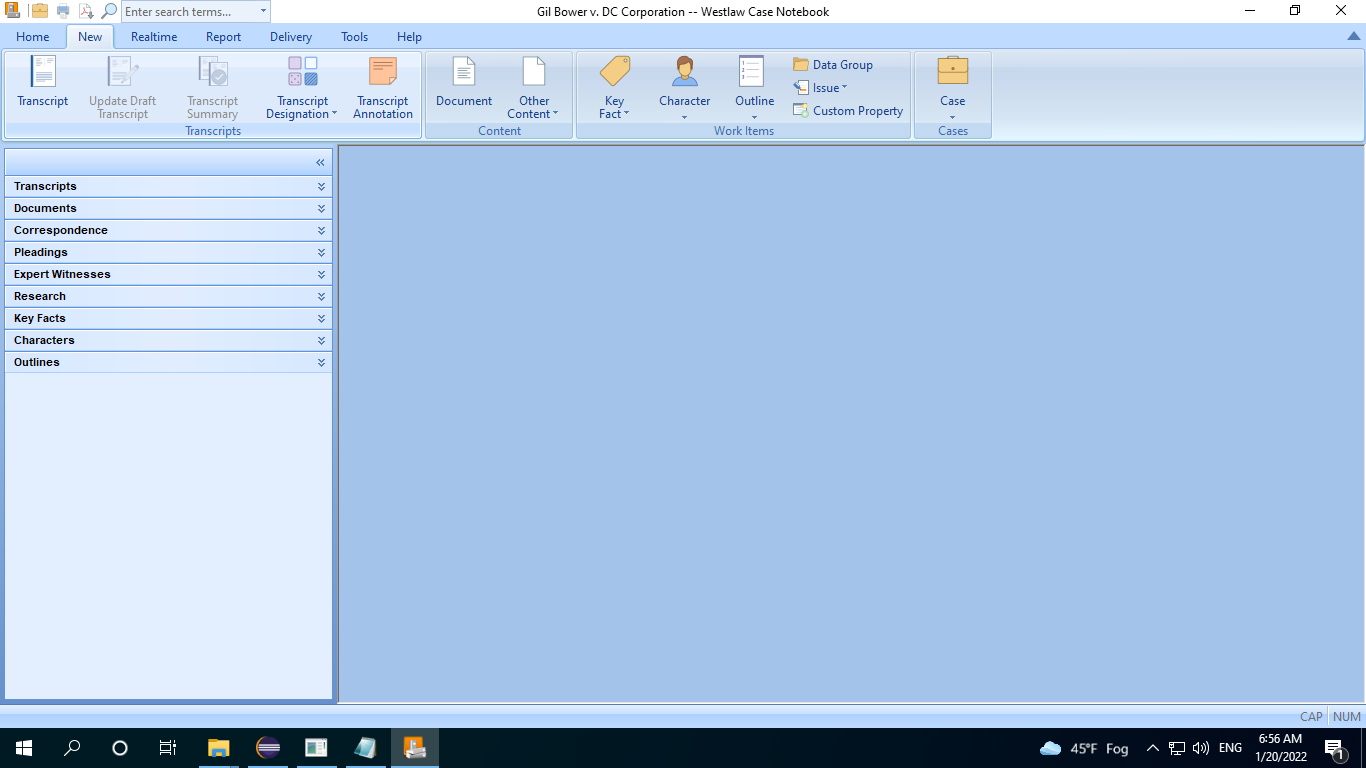 Enter search terms...
Gil Bower v. DC Corporation -- Westlaw Case Notebook
Home New Realtime Report Delivery Tools Help
Transcript
Update Draft
Transcript
Transcript
Summary
Transcript
Designation
Transcript
Annotation
Transcripts
Document
Other
Content
Content
Key
Fact
Character
Outline
Data Group
Issue
Custom Property
Work Items
Case
Cases
Transcripts
Documents
Correspondence
Pleadings
Expert Witnesses
Research
Key Facts
Characters
Outlines
CAP NUM
45°F Fog
ENG
6:56 AM
1/20/2022
1